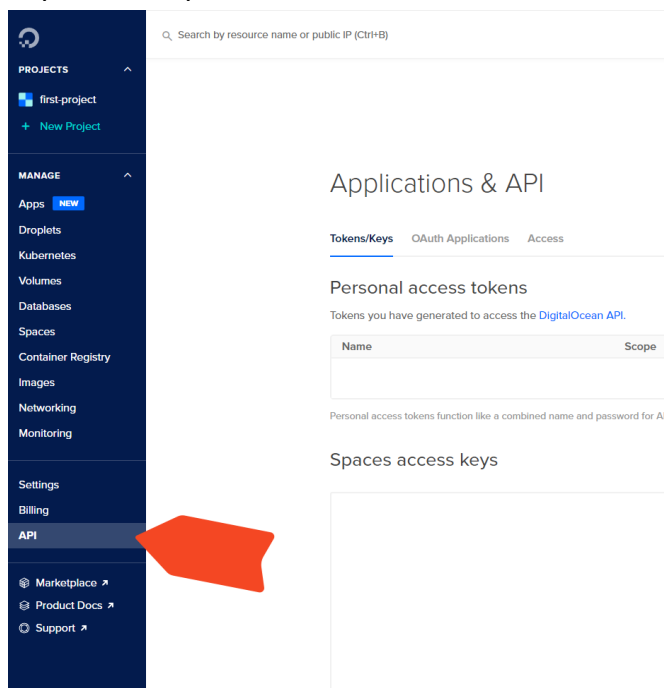 Search by resource name or public IP (Ctrl+B)
PROJECTS
first-project
+ New Project
MANAGE
Apps NEW
Droplets
Kubernetes
Volumes
Databases
Spaces
Container Registry
Images
Networking
Monitoring
Settings
Billing
API
Marketplace
Product Docs
Support
Applications & API
Tokens/Keys OAuth Applications Access
Personal access tokens
Tokens you have generated to access the DigitalOcean API.
Name Scope
Personal access tokens function like a combined name and password for
Spaces access keys